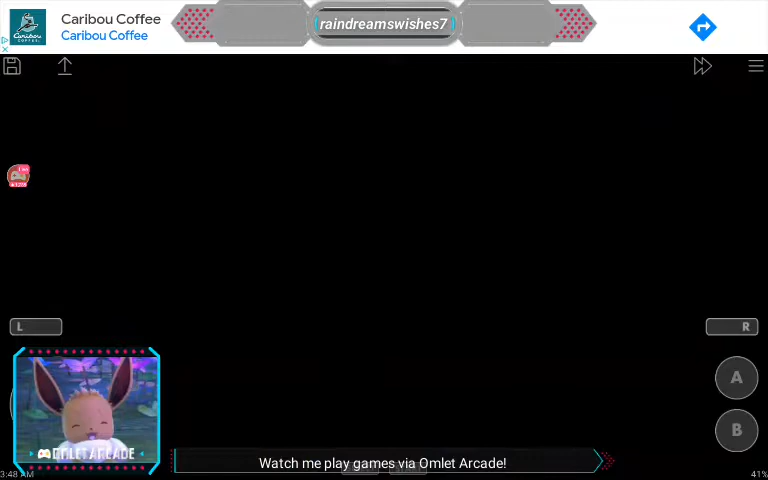 Caribou Coffee
Caribou Coffee
raindreamswishes7
L
R
A
B
OMLET ARCADE
Watch me play games via Omlet Arcade!
3:48 AM
41%